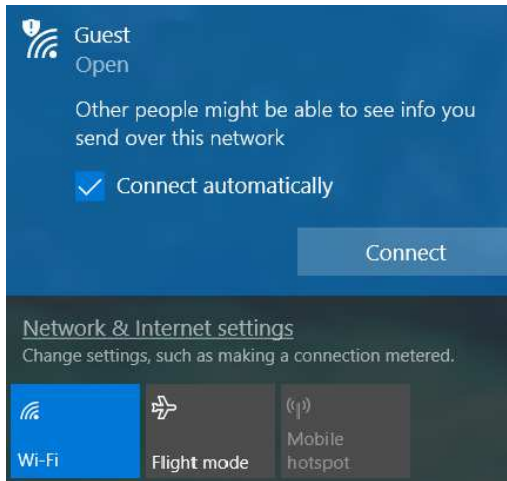 Guest
Open
Other people might be able to see info you
send over this network
Connect automatically
Connect
Network & Internet settings
Change settings, such as making a connection metered.
Wi-Fi
Flight mode
Mobile
hotspot